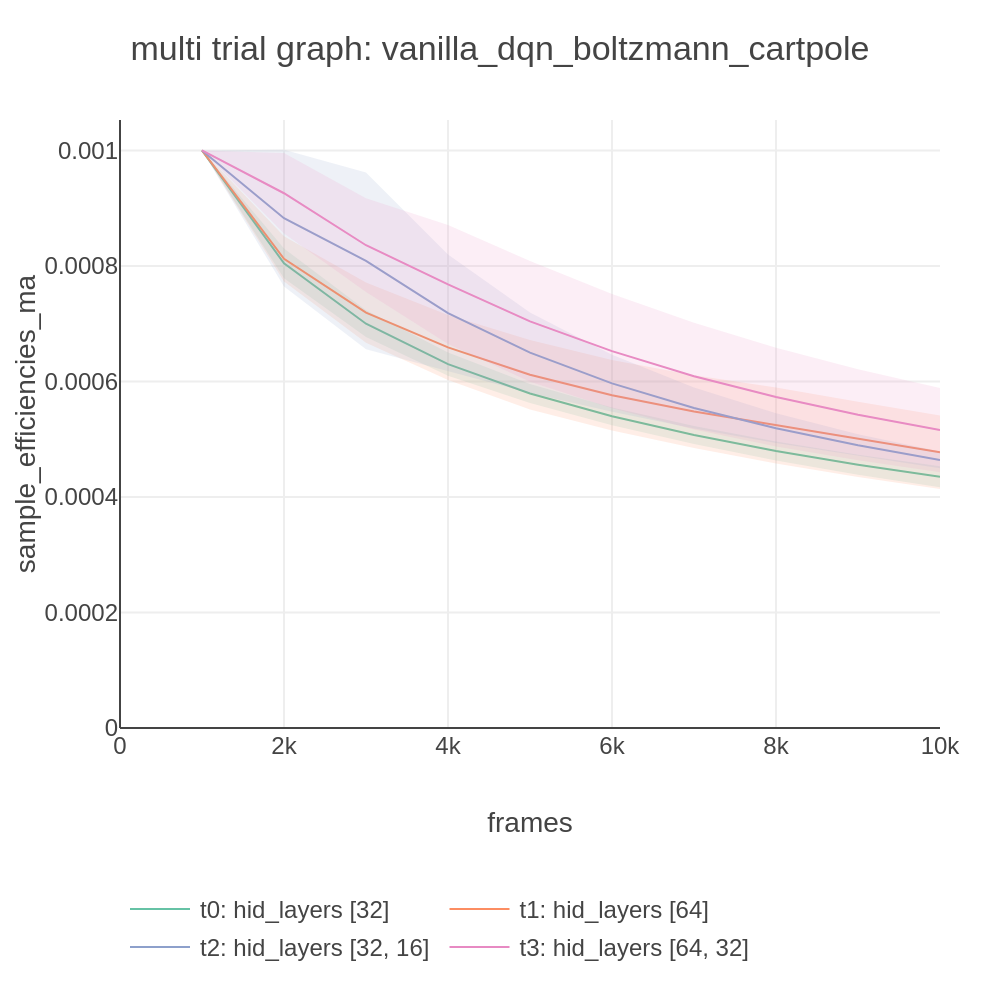 multi trial graph: vanilla_dqn_boltzmann_cartpole
sample_efficiencies_ma
0.001
0.0008
0.0006
0.0004
0.0002
0
0 2k 4k 6k 8k 10k
frames
t0: hid_layers [32] t1: hid_layers [64]
t2: hid_layers [32, 16] t3: hid_layers [64, 32]